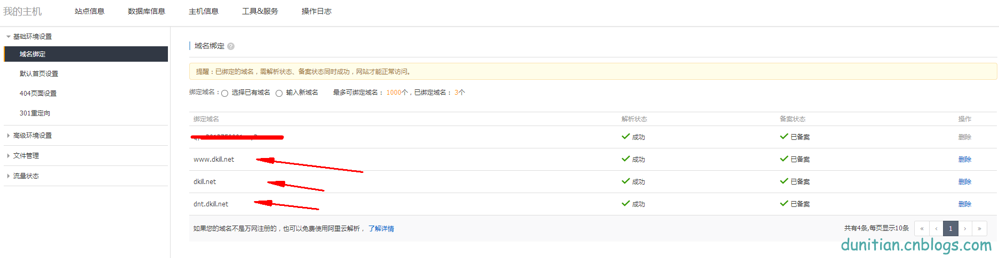 我的主机 站点信息 数据库信息 主机信息 工具&服务 操作日志
基础环境设置
域名绑定
默认首页设置
404页面设置
301重定向
高级环境设置
文件管理
流量状态
域名绑定 ?
提醒：已绑定的域名，需解析状态、备案状态同时成功，网站才能正常访问。
绑定域名： 选择已有域名 输入新域名 最多可绑定域名： 1000个，已绑定域名： 3个
绑定域名 解析状态 备案状态 操作
成功 已备案 删除
www.dkill.net 成功 已备案 删除
dkill.net 成功 已备案 删除
dnt.dkill.net 成功 已备案 删除
如果您的域名不是万网注册的，也可以免费使用阿里云解析， 了解详情 共有4条,每页显示10条 « ‹ 1 › »
dunitian.cnblogs.com